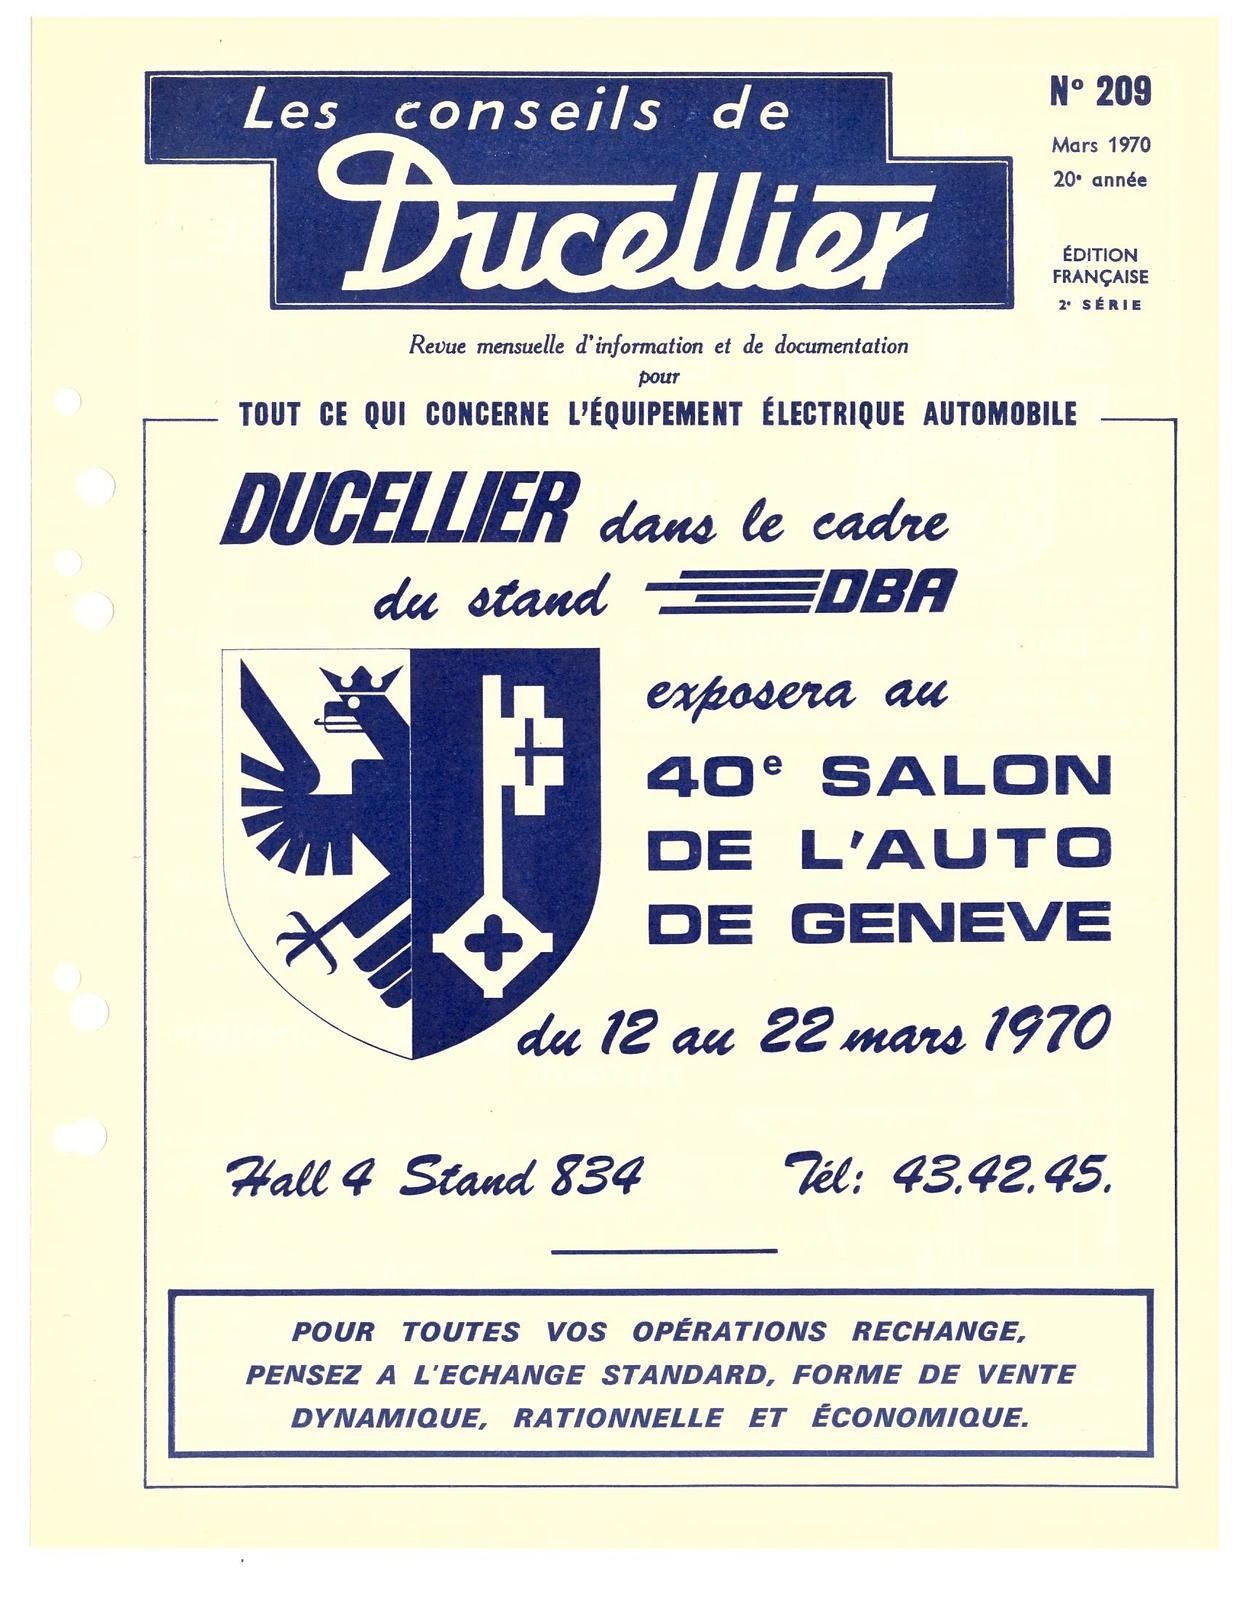 Les conseils de
Ducellier
N° 209
Mars 1970
20e année
ÉDITION
FRANÇAISE
2e SÉRIE
Revue mensuelle d'information et de documentation
pour
TOUT CE QUI CONCERNE L'ÉQUIPEMENT ÉLECTRIQUE AUTOMOBILE
DUCELLIER dans le cadre
du stand DBA
exposera au
40e SALON
DE L'AUTO
DE GENEVE
du 12 au 22 mars 1970
Hall 4 Stand 834 Tél: 43.42.45.
POUR TOUTES VOS OPÉRATIONS RECHANGE,
PENSEZ A L'ECHANGE STANDARD, FORME DE VENTE
DYNAMIQUE, RATIONNELLE ET ÉCONOMIQUE.